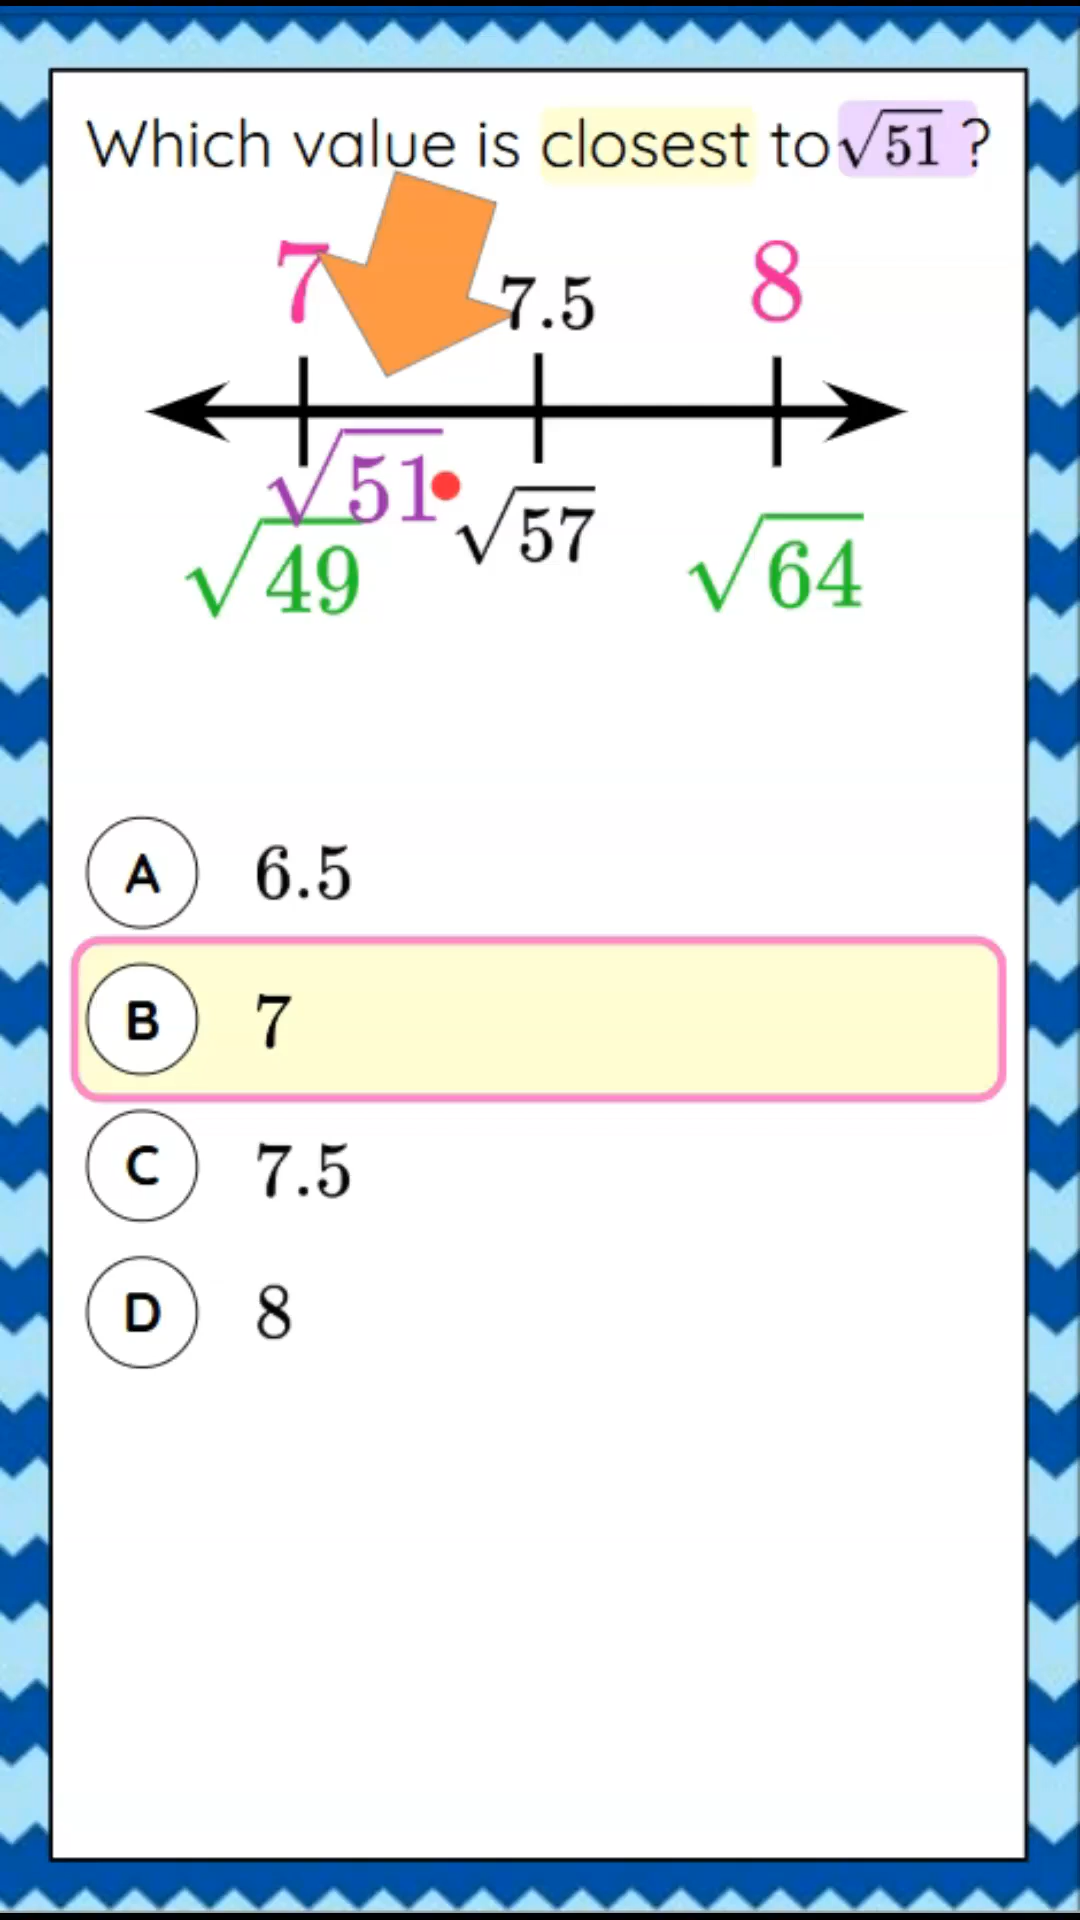 Which value is closest to √51 ?
7 7.5 8
√51 √57
√49 √64
A 6.5
B 7
C 7.5
D 8